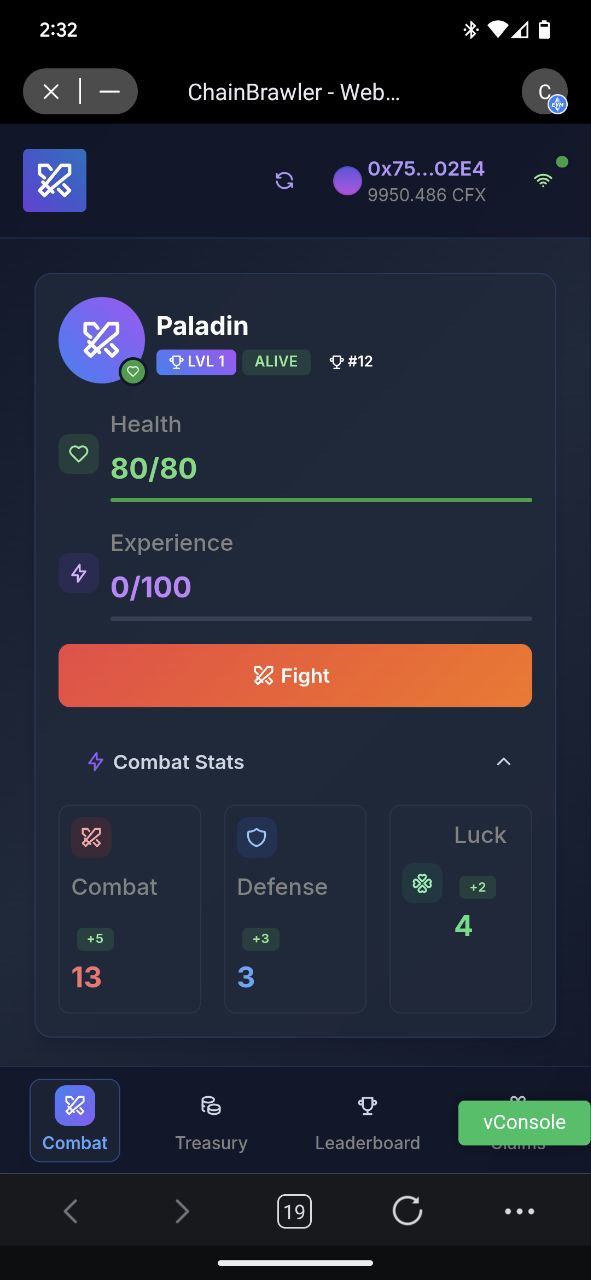 2:32
ChainBrawler - Web...
C
0x75...02E4
9950.486 CFX
Paladin
LVL 1
ALIVE
#12
Health
80/80
Experience
0/100
Fight
Combat Stats
Combat
+5
13
Defense
+3
3
Luck
+2
4
Combat
Treasury
Leaderboard
Claims
vConsole
19